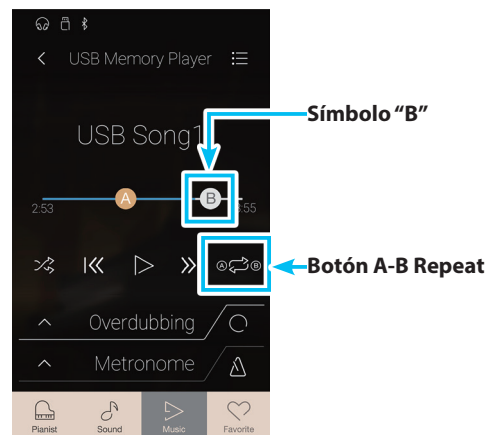 USB Memory Player
Símbolo “B”
USB Song1
A
B
2:53
:55
A B
Botón A-B Repeat
Overdubbing
Metronome
Pianist Sound Music Favorite